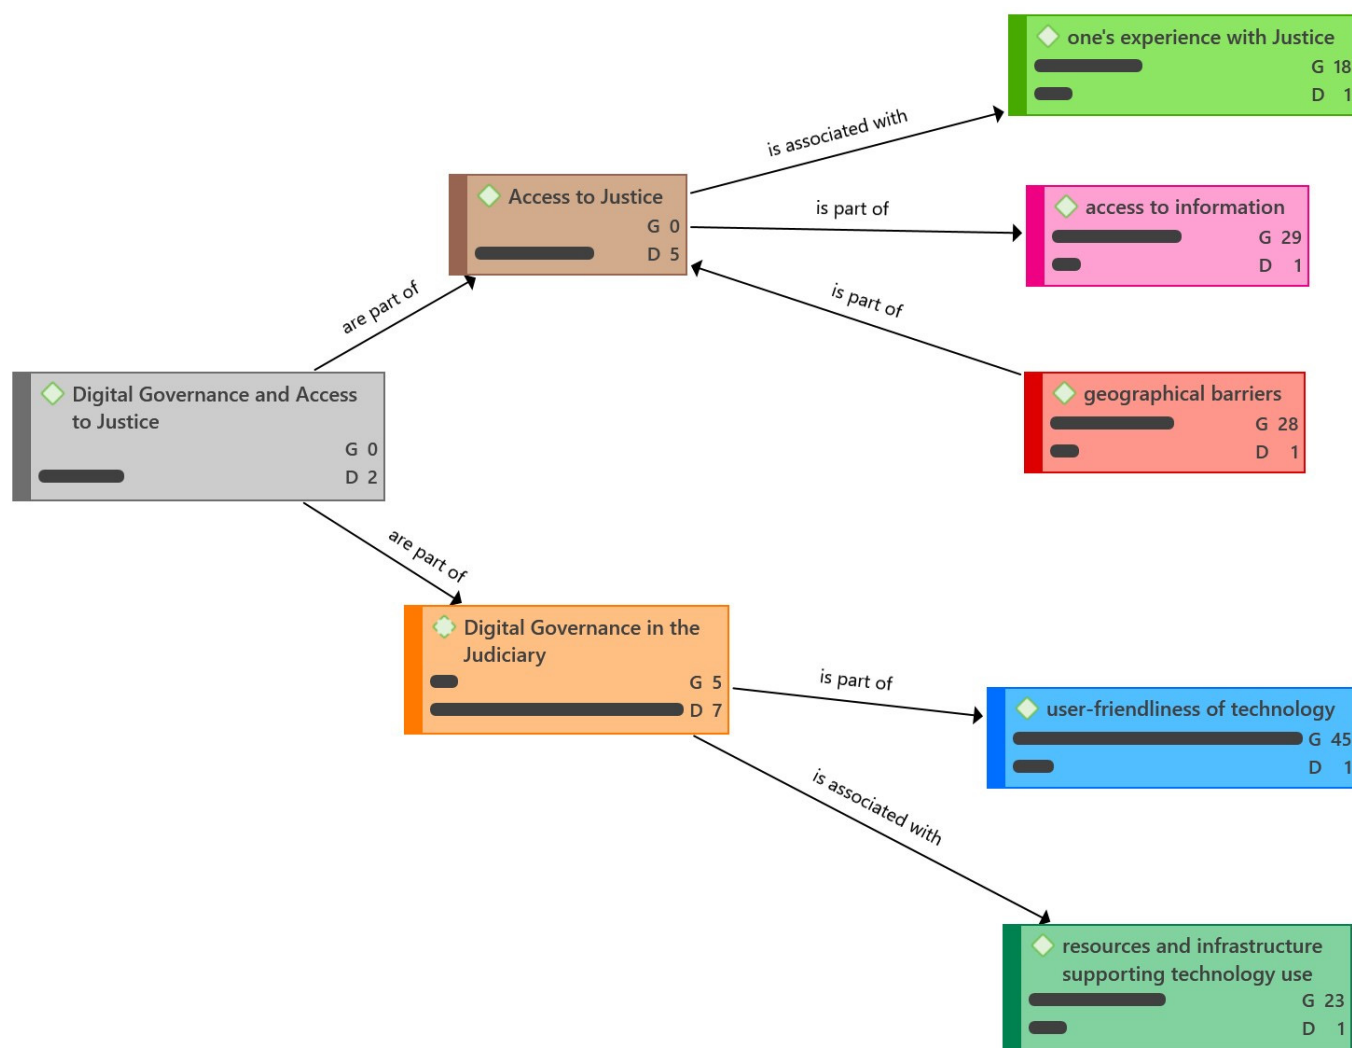 one's experience with Justice
G 18
D 1
is associated with
Access to Justice
G 0
D 5
is part of
access to information
G 29
D 1
is part of
are part of
geographical barriers
G 28
D 1
Digital Governance and Access
to Justice
G 0
D 2
are part of
Digital Governance in the
Judiciary
G 5
D 7
is part of
user-friendliness of technology
G 45
D 1
is associated with
resources and infrastructure
supporting technology use
G 23
D 1